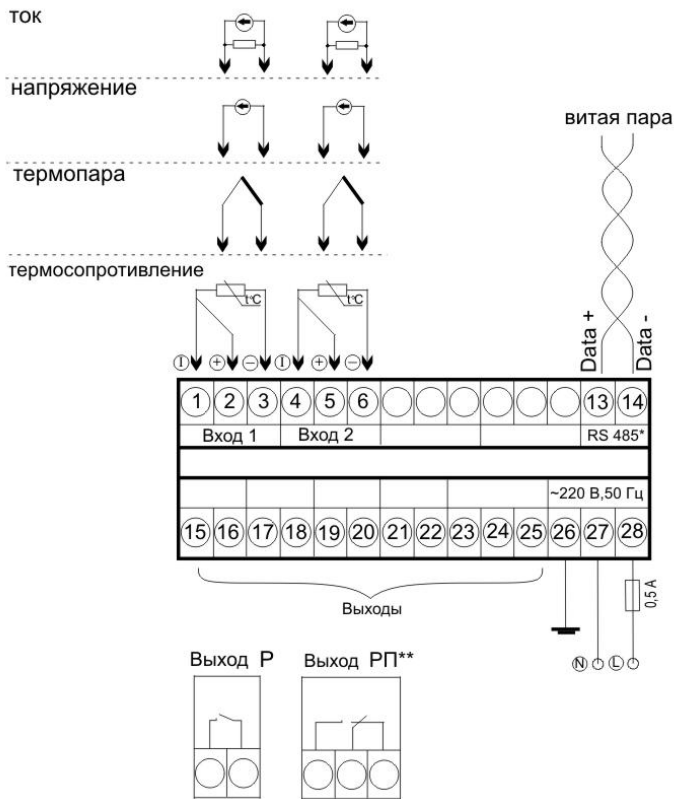 ток
напряжение
термопара
термосопротивление
t°C t°C
витая пара
Data + Data -
I + − I + −
1 2 3 4 5 6 13 14
Вход 1 Вход 2 RS 485*
~220 В,50 Гц
15 16 17 18 19 20 21 22 23 24 25 26 27 28
Выходы
0,5 А
N L
Выход Р Выход РП**